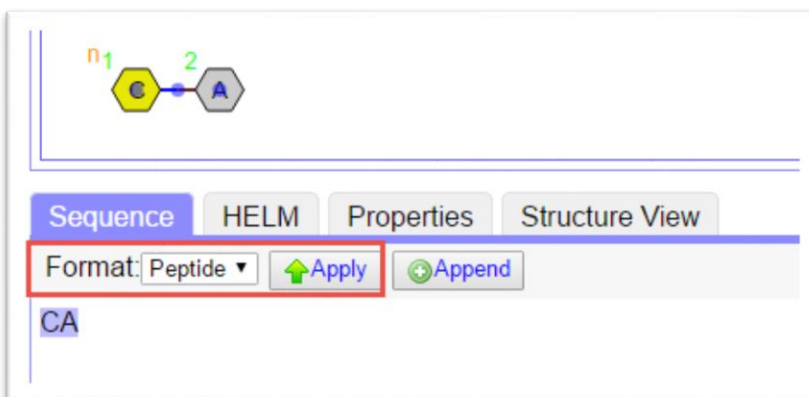 n1 2
C A
Sequence HELM Properties Structure View
Format: Peptide ▼ Apply Append
CA